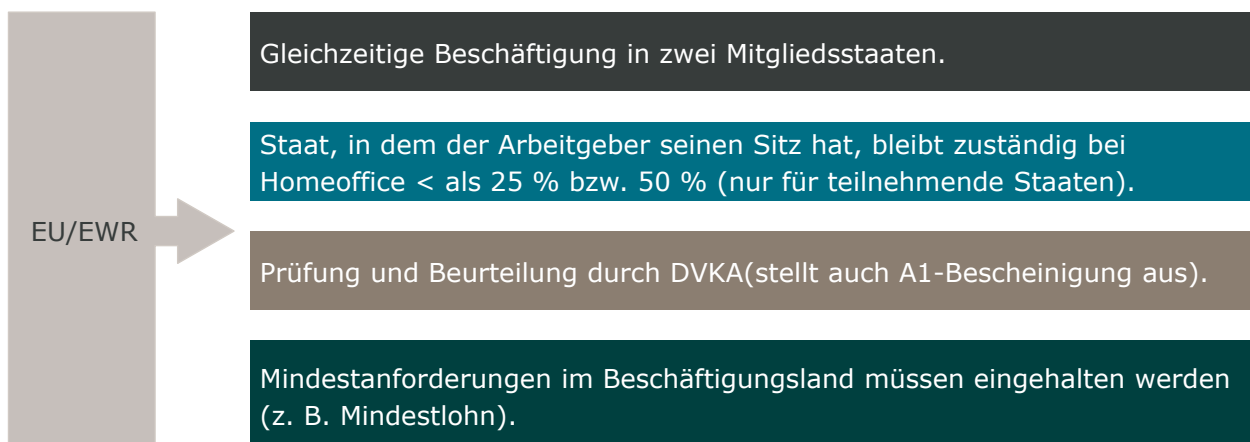 EU/EWR
Gleichzeitige Beschäftigung in zwei Mitgliedsstaaten.
Staat, in dem der Arbeitgeber seinen Sitz hat, bleibt zuständig bei
Homeoffice < als 25 % bzw. 50 % (nur für teilnehmende Staaten).
Prüfung und Beurteilung durch DVKA(stellt auch A1-Bescheinigung aus).
Mindestanforderungen im Beschäftigungsland müssen eingehalten werden
(z. B. Mindestlohn).